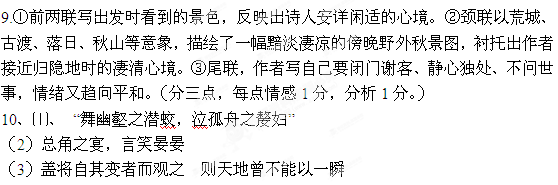 9.①前两联写出发时看到的景色，反映出诗人安详闲适的心境。②颈联以荒城、
古渡、落日、秋山等意象，描绘了一幅黯淡凄凉的傍晚野外秋景图，衬托出作者
接近归隐地时的凄清心境。③尾联，作者写自己要闭门谢客、静心独处、不问世
事，情绪又趋向平和。（分三点，每点情感 1 分，分析 1 分。）
10、⑴、 “舞幽壑之潜蛟，泣孤舟之嫠妇”
（2）总角之宴，言笑晏晏
（3）盖将自其变者而观之 则天地曾不能以一瞬